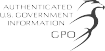 AUTHENTICATED
U.S. GOVERNMENT
INFORMATION
GPO